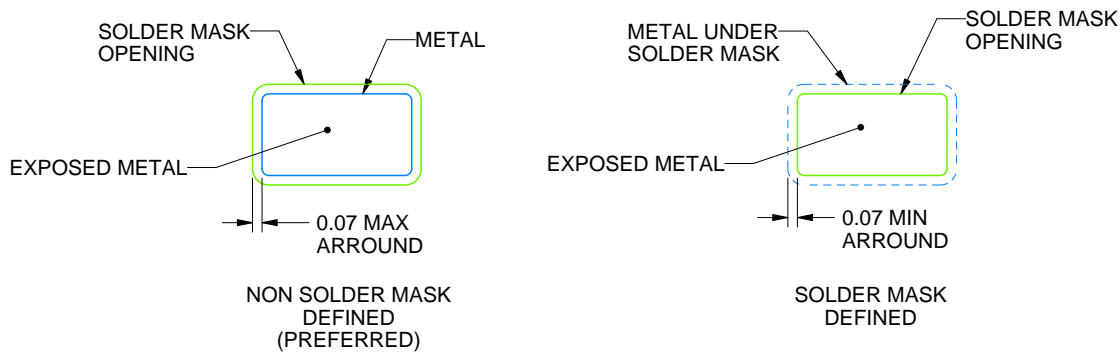 SOLDER MASK
OPENING
METAL
EXPOSED METAL
0.07 MAX
ARROUND
NON SOLDER MASK
DEFINED
(PREFERRED)
METAL UNDER
SOLDER MASK
SOLDER MASK
OPENING
EXPOSED METAL
0.07 MIN
ARROUND
SOLDER MASK
DEFINED